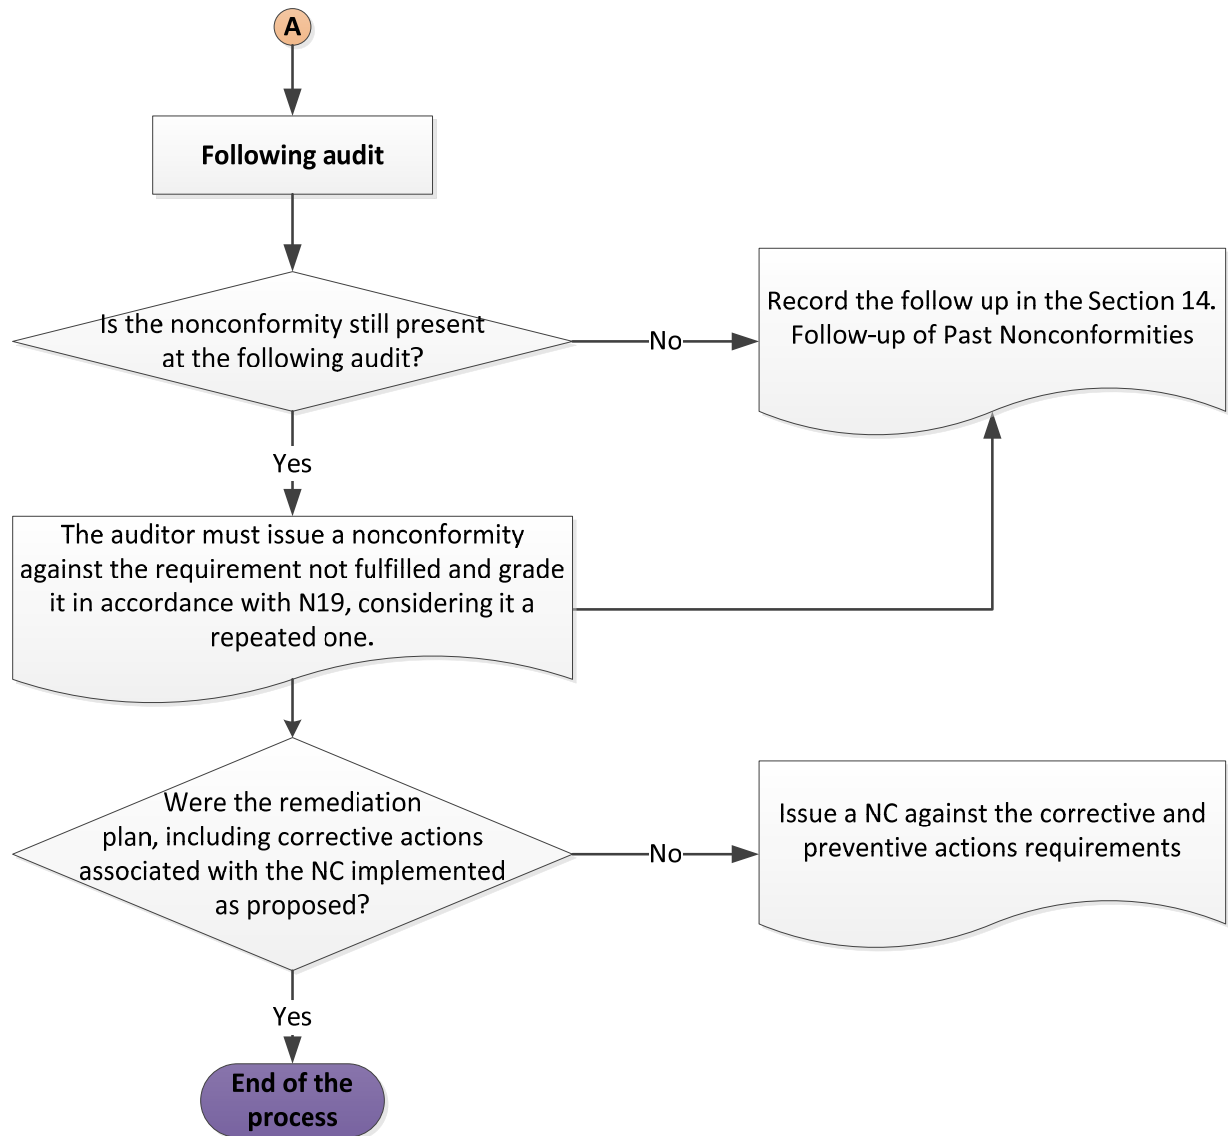 A
Following audit
Is the nonconformity still present
at the following audit?
No
Record the follow up in the Section 14.
Follow-up of Past Nonconformities
Yes
The auditor must issue a nonconformity
against the requirement not fulfilled and grade
it in accordance with N19, considering it a
repeated one.
Were the remediation
plan, including corrective actions
associated with the NC implemented
as proposed?
No
Issue a NC against the corrective and
preventive actions requirements
Yes
End of the
process